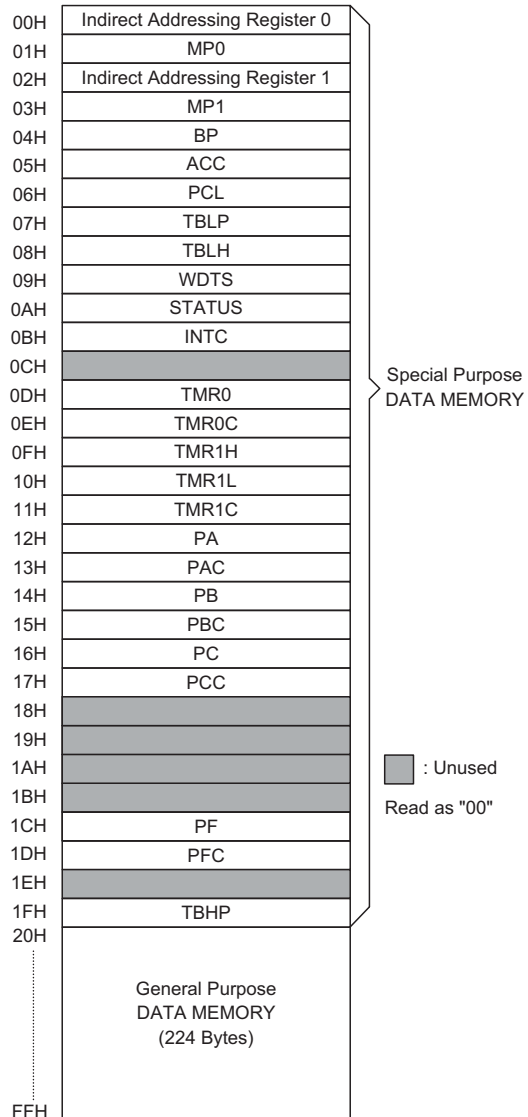 00H Indirect Addressing Register 0
01H MP0
02H Indirect Addressing Register 1
03H MP1
04H BP
05H ACC
06H PCL
07H TBLP
08H TBLH
09H WDTS
0AH STATUS
0BH INTC
0CH
Special Purpose
DATA MEMORY
0DH TMR0
0EH TMR0C
0FH TMR1H
10H TMR1L
11H TMR1C
12H PA
13H PAC
14H PB
15H PBC
16H PC
17H PCC
18H
19H
1AH
: Unused
1BH
Read as "00"
1CH PF
1DH PFC
1EH
1FH TBHP
20H
General Purpose
DATA MEMORY
(224 Bytes)
FFH